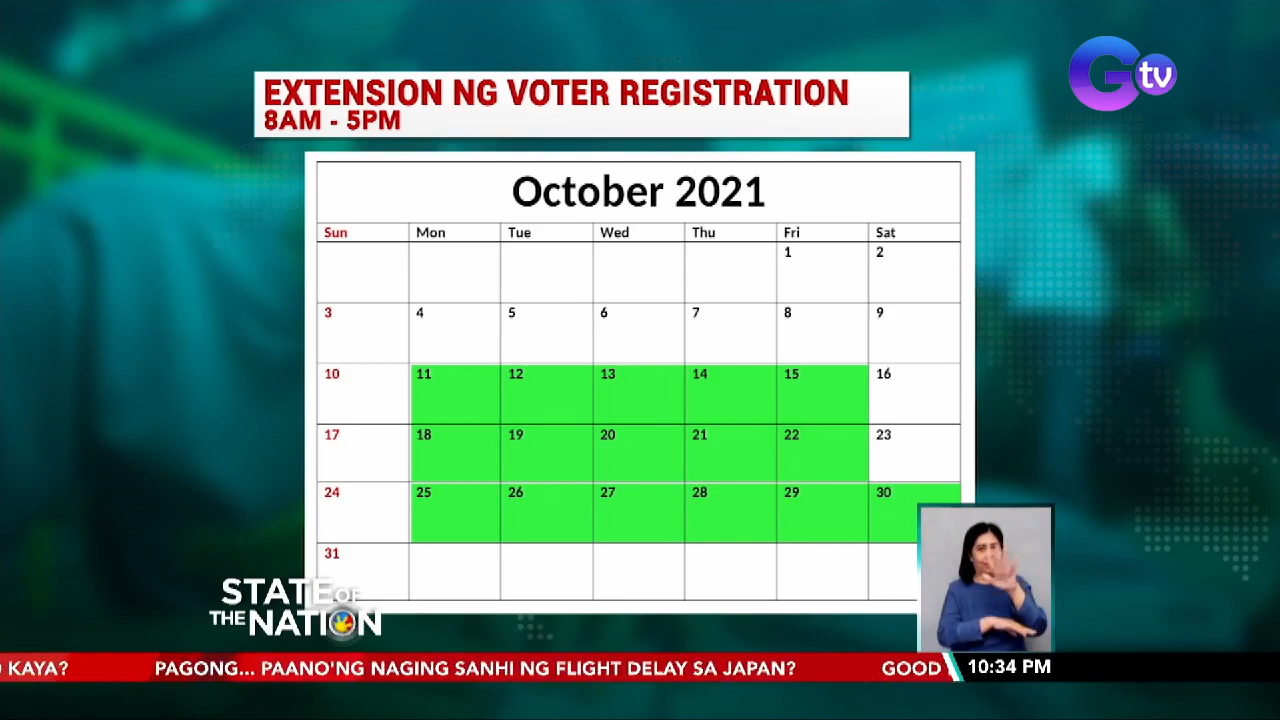 G tv
EXTENSION NG VOTER REGISTRATION
8AM - 5PM
October 2021
Sun Mon Tue Wed Thu Fri Sat
1 2
3 4 5 6 7 8 9
10 11 12 13 14 15 16
17 18 19 20 21 22 23
24 25 26 27 28 29 30
31
STATE OF
THE NATION
KAYA? PAGONG... PAANO'NG NAGING SANHI NG FLIGHT DELAY SA JAPAN? GOOD 10:34 PM